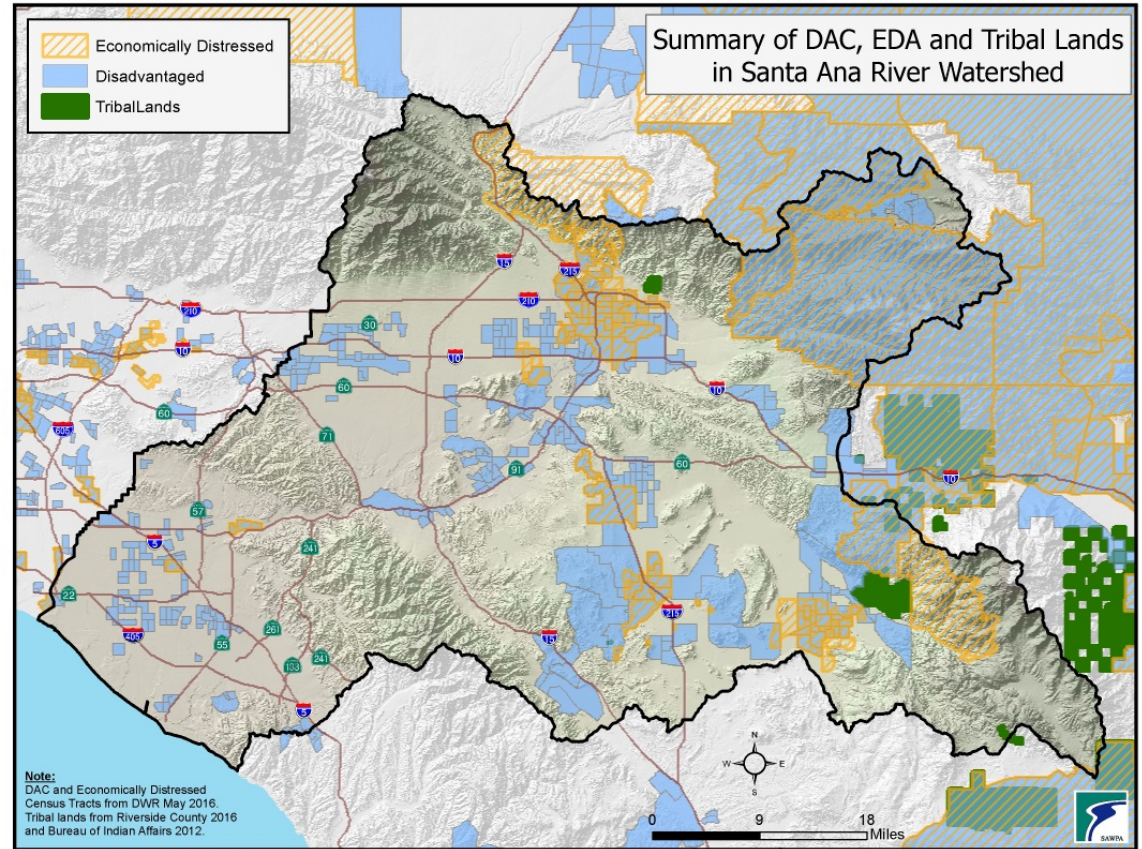 Summary of DAC, EDA and Tribal Lands
in Santa Ana River Watershed
Economically Distressed
Disadvantaged
TribalLands
15
215
210
210
30
10
10
60
10
60
605
71
91
60
10
57
241
5
22
405
55
261
241
133
15
215
5
N
W
E
S
0
9
18
Miles
Note:
DAC and Economically Distressed
Census Tracts from DWR May 2016.
Tribal lands from Riverside County 2016
and Bureau of Indian Affairs 2012.
SAWPA